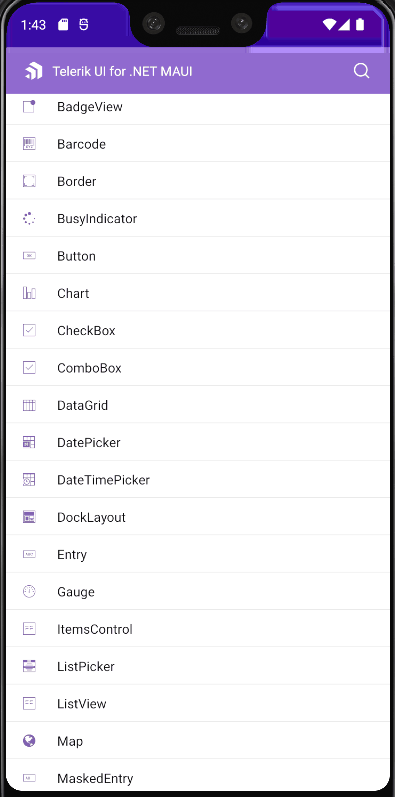 1:43
Telerik UI for .NET MAUI
BadgeView
Barcode
Border
BusyIndicator
Button
Chart
CheckBox
ComboBox
DataGrid
DatePicker
DateTimePicker
DockLayout
Entry
Gauge
ItemsControl
ListPicker
ListView
Map
MaskedEntry